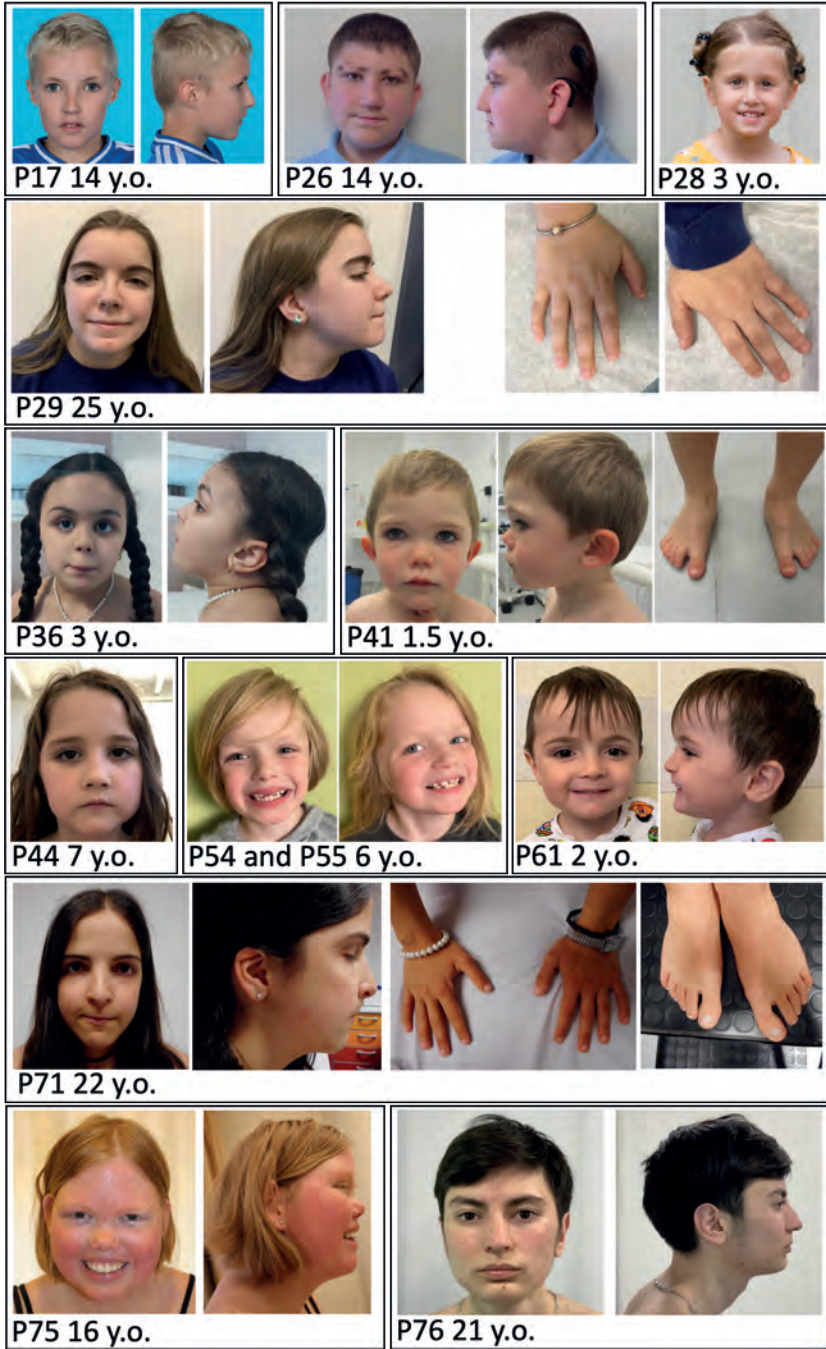 P17 14 y.o.
P26 14 y.o.
P28 3 y.o.
P29 25 y.o.
P36 3 y.o.
P41 1.5 y.o.
P44 7 y.o.
P54 and P55 6 y.o.
P61 2 y.o.
P71 22 y.o.
P75 16 y.o.
P76 21 y.o.